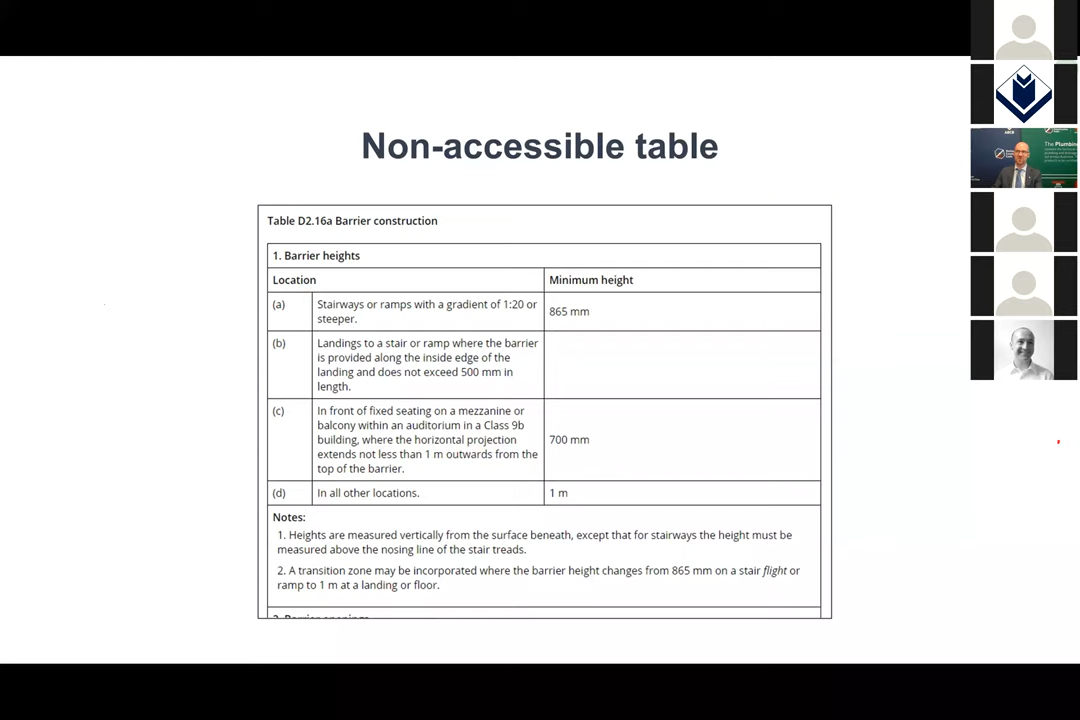 Non-accessible table
Table D2.16a Barrier construction
1. Barrier heights
Location Minimum height
(a) Stairways or ramps with a gradient of 1:20 or
steeper.
865 mm
(b) Landings to a stair or ramp where the barrier
is provided along the inside edge of the
landing and does not exceed 500 mm in
length.
(c) In front of fixed seating on a mezzanine or
balcony within an auditorium in a Class 9b
building, where the horizontal projection
extends not less than 1 m outwards from the
top of the barrier.
700 mm
(d) In all other locations. 1 m
Notes:
1. Heights are measured vertically from the surface beneath, except that for stairways the height must be
measured above the nosing line of the stair treads.
2. A transition zone may be incorporated where the barrier height changes from 865 mm on a stair flight or
ramp to 1 m at a landing or floor.
The Plumbin